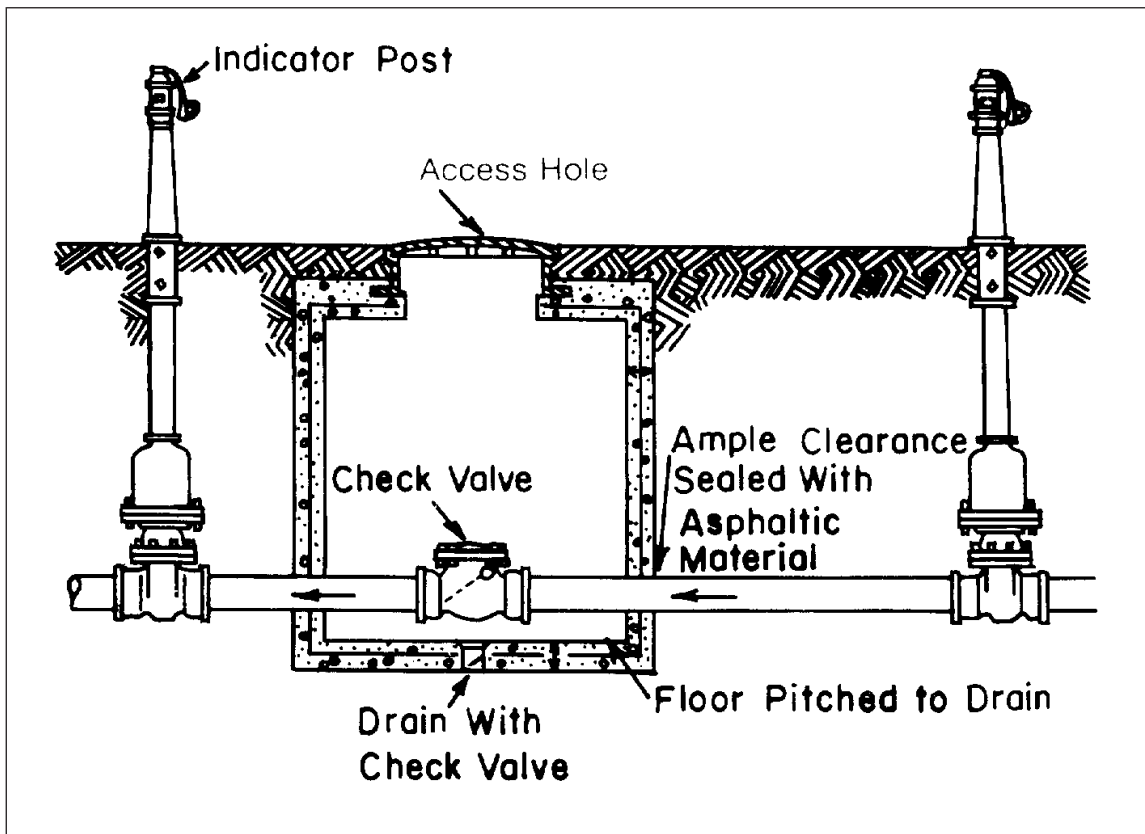 Indicator Post
Access Hole
Check Valve
Ample Clearance
Sealed With
Asphaltic
Material
Floor Pitched to Drain
Drain With
Check Valve